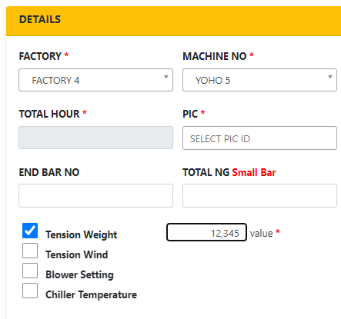 DETAILS
FACTORY * MACHINE NO *
FACTORY 4 YOHO 5
TOTAL HOUR * PIC *
SELECT PIC ID
END BAR NO TOTAL NG Small Bar
Tension Weight 12,345 value *
Tension Wind
Blower Setting
Chiller Temperature